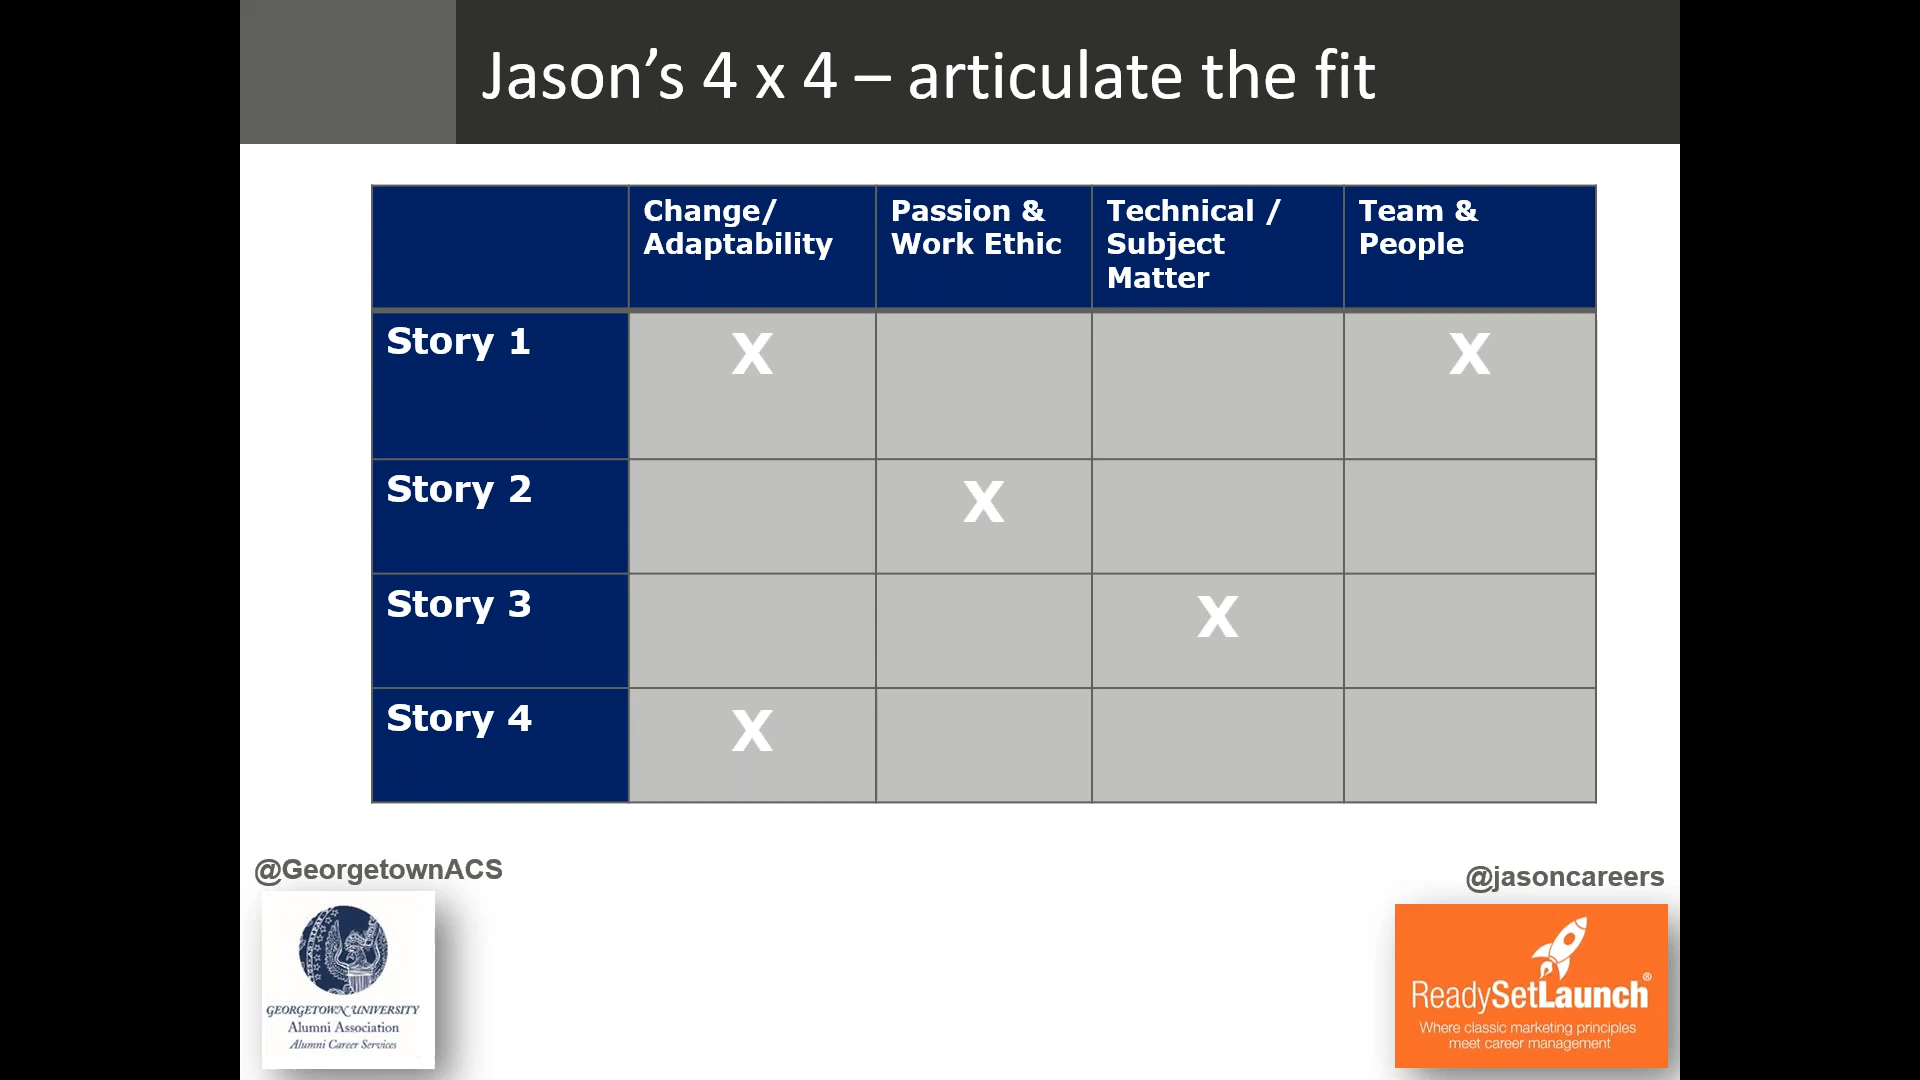 Jason’s 4 x 4 – articulate the fit
Change/
Adaptability
Passion &
Work Ethic
Technical /
Subject
Matter
Team &
People
Story 1
X
X
Story 2
X
Story 3
X
Story 4
X
@GeorgetownACS
GEORGETOWN UNIVERSITY
Alumni Association
Alumni Career Services
@jasoncareers
ReadySetLaunch®
Where classic marketing principles
meet career management